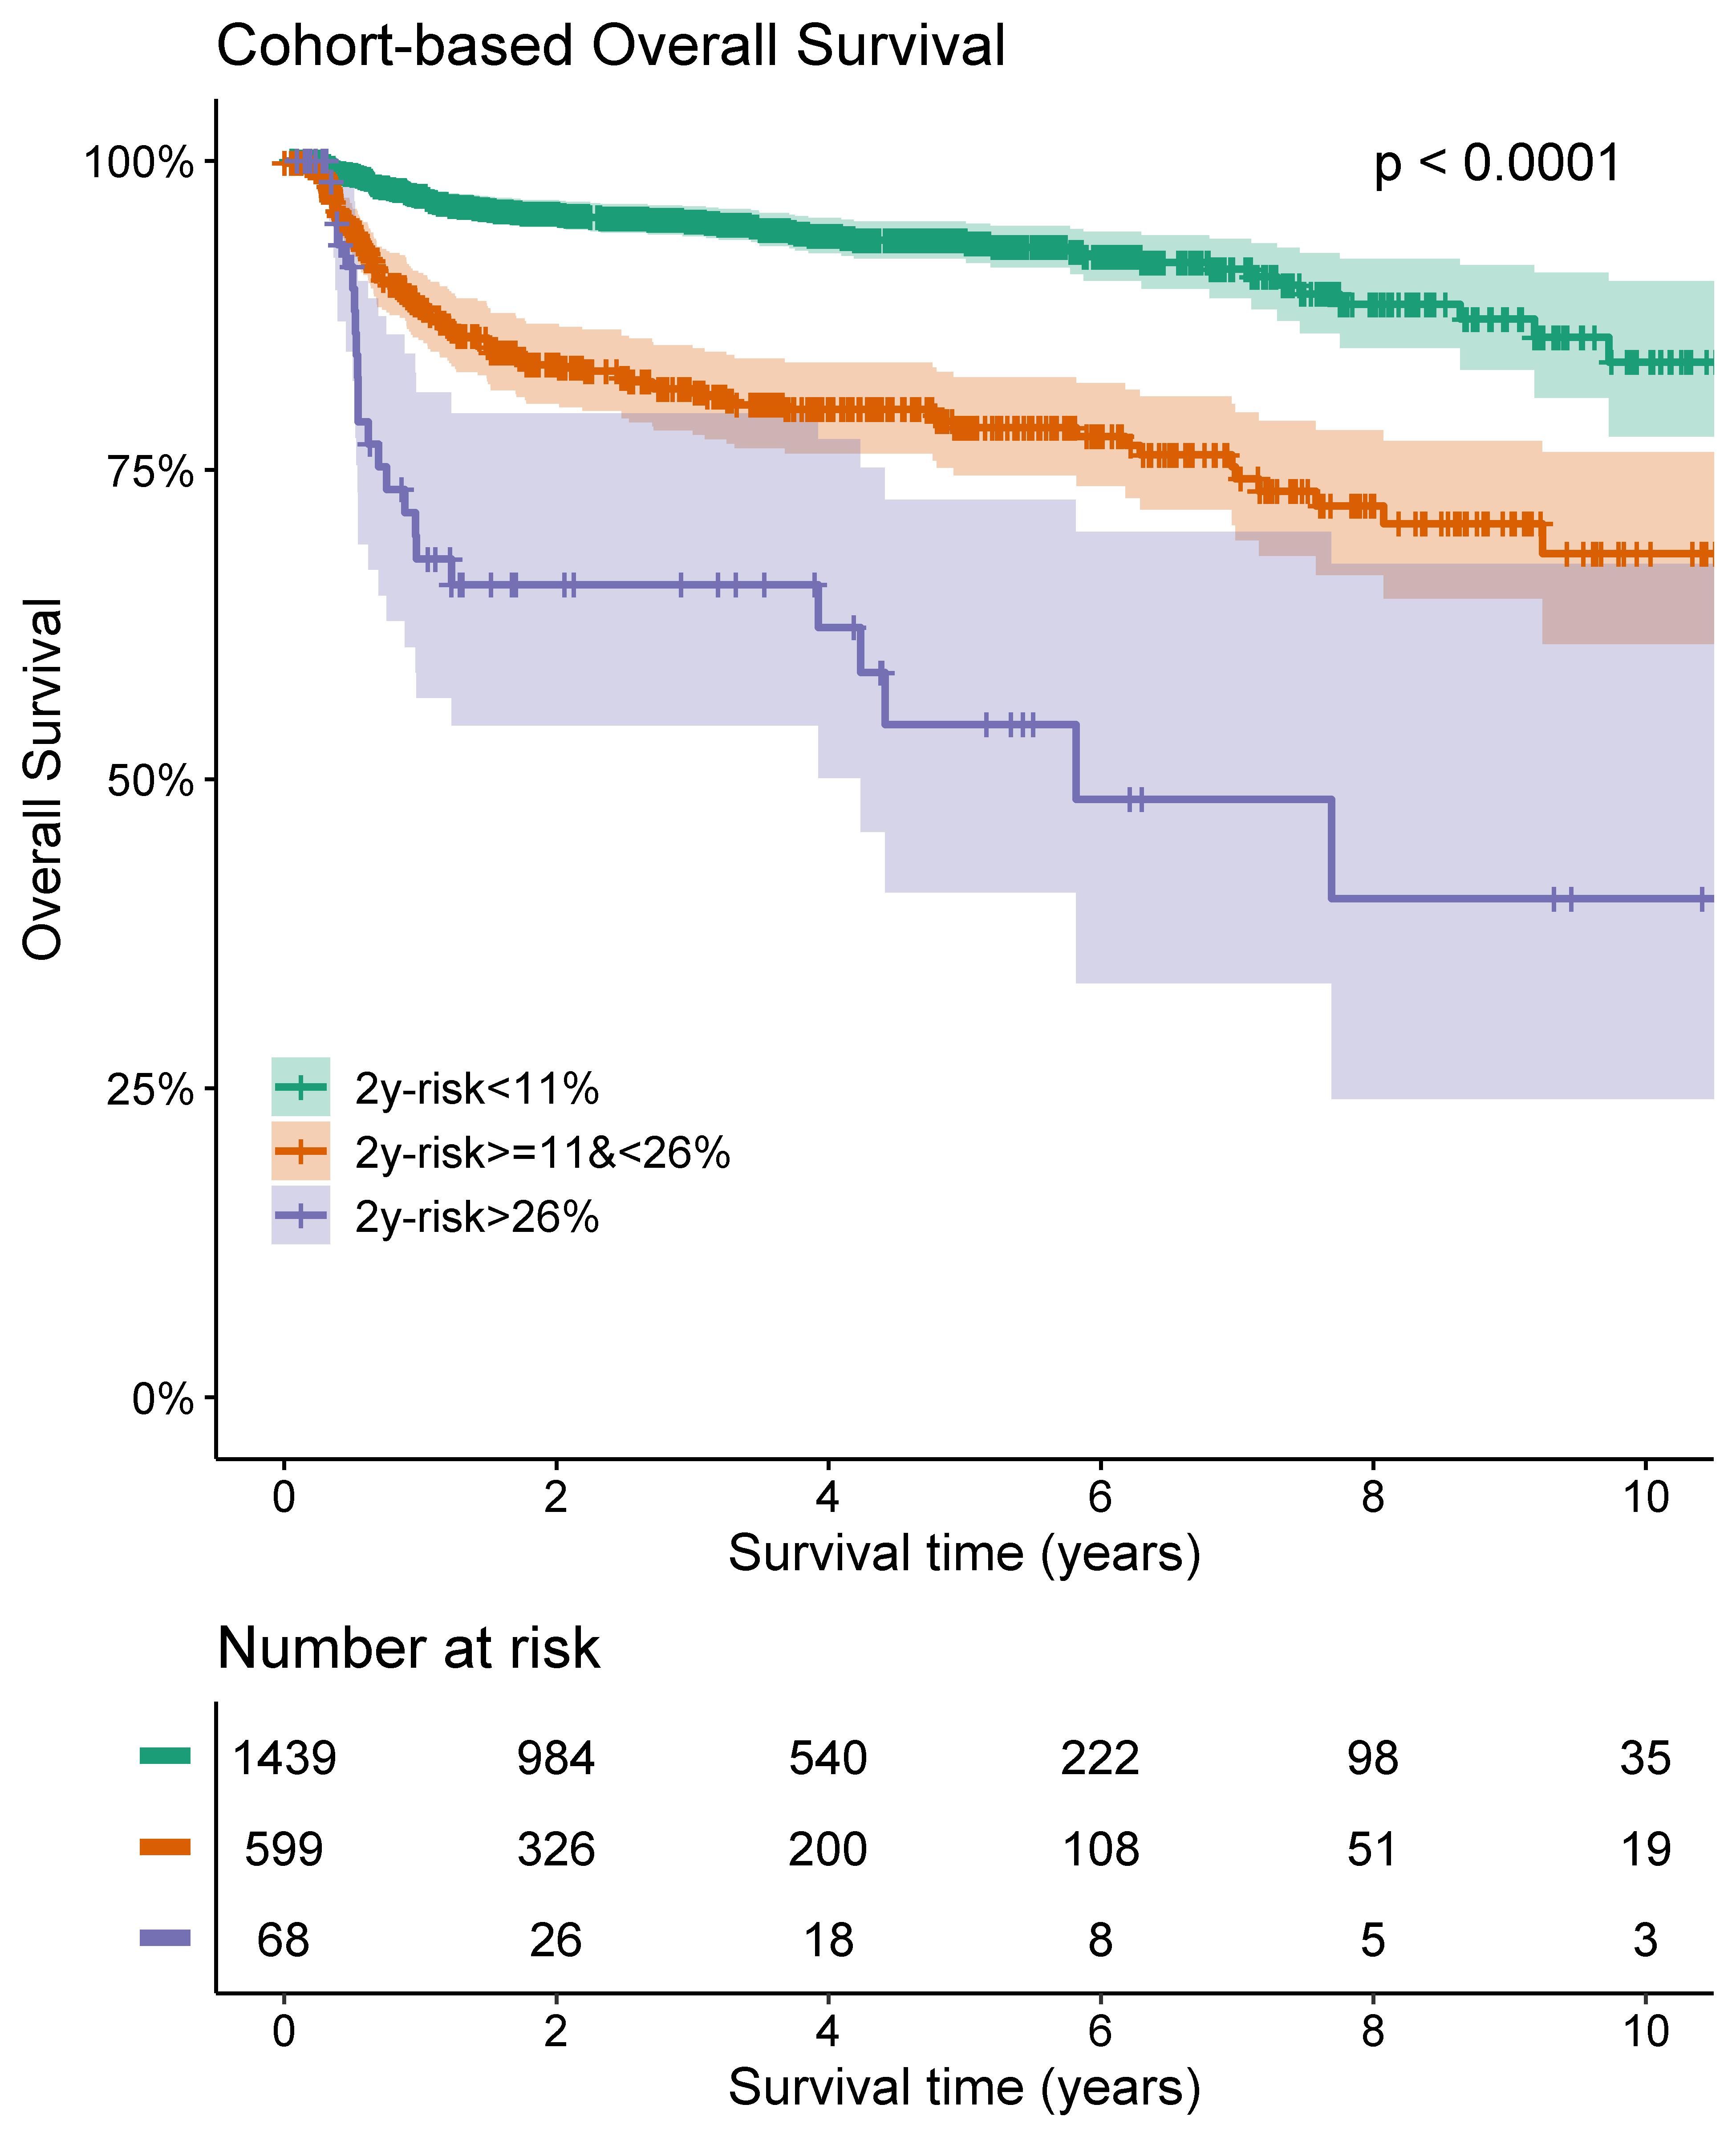 Cohort-based Overall Survival
p < 0.0001
100%
75%
50%
25%
0%
Overall Survival
2y-risk<11%
2y-risk>=11&<26%
2y-risk>26%
0 2 4 6 8 10
Survival time (years)
Number at risk
1439 984 540 222 98 35
599 326 200 108 51 19
68 26 18 8 5 3
0 2 4 6 8 10
Survival time (years)